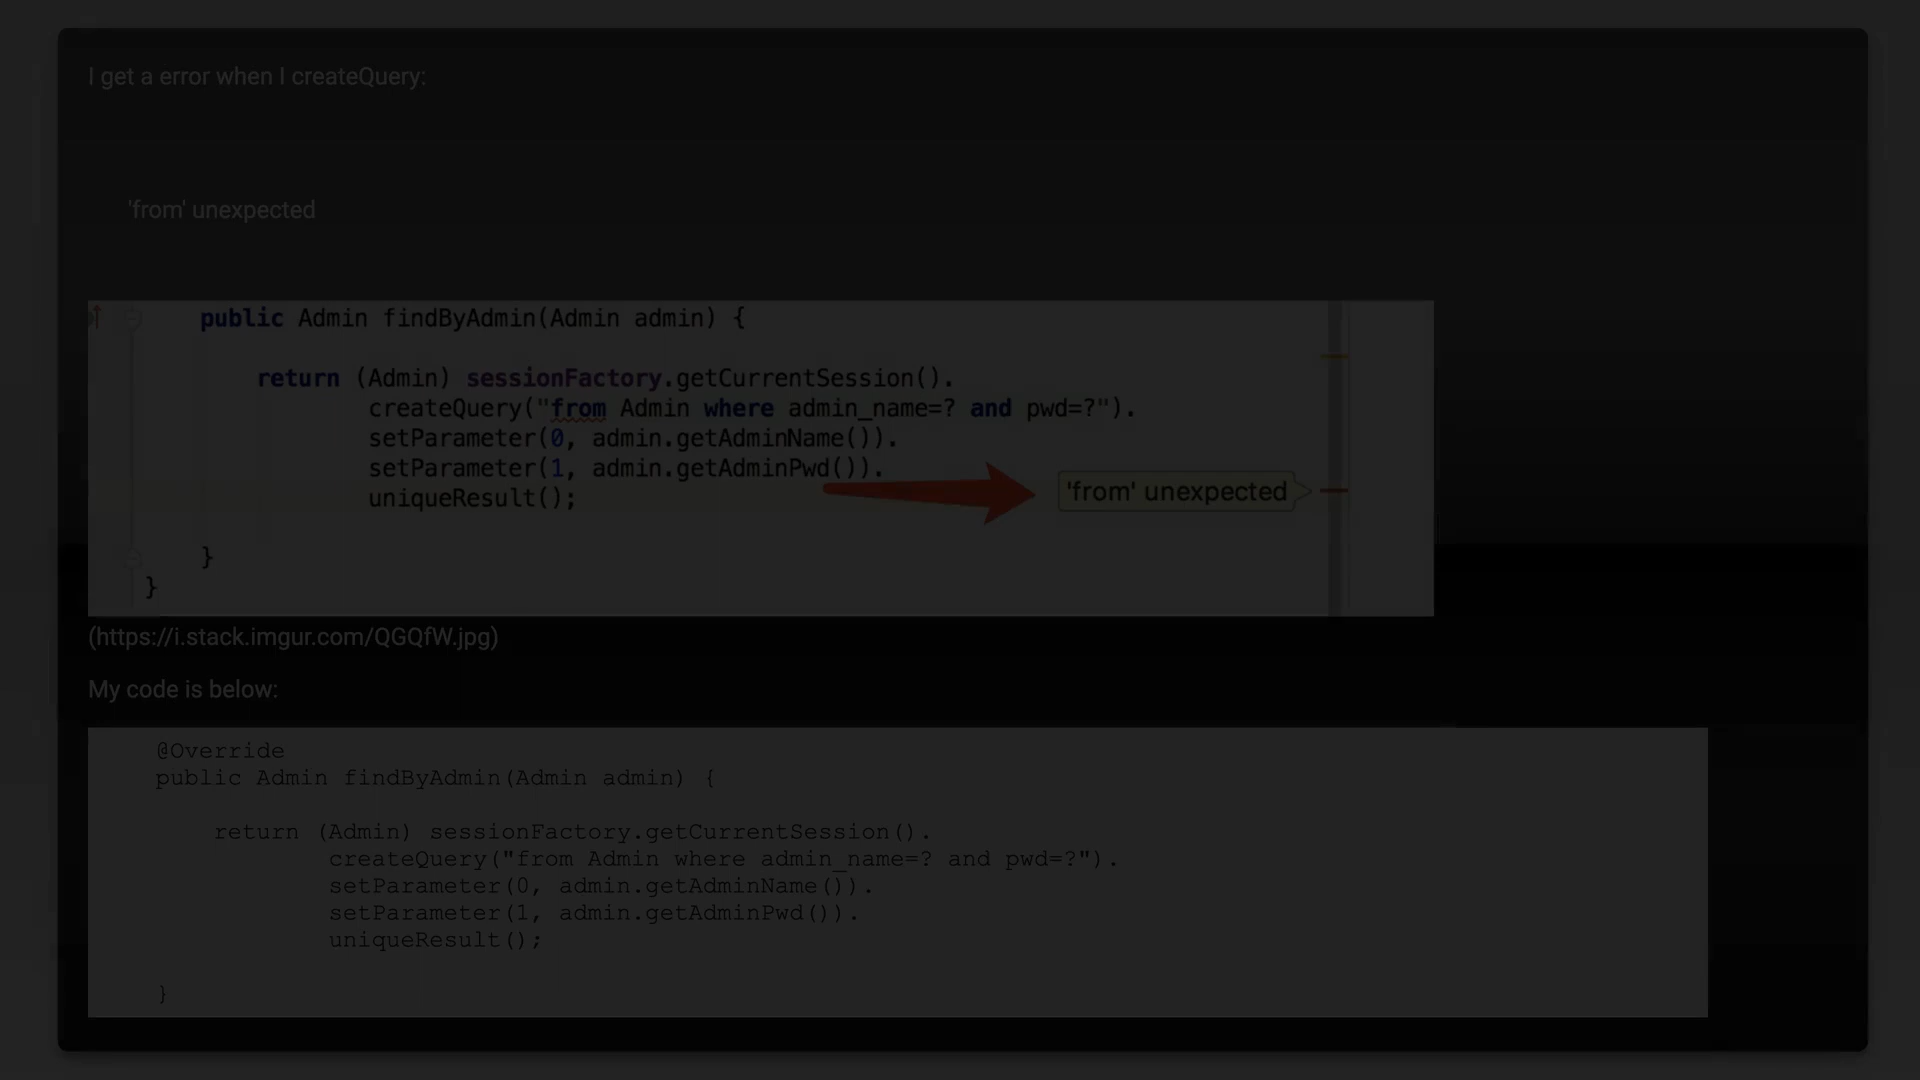 I get a error when I createQuery:
'from' unexpected
public Admin findByAdmin(Admin admin) {
return (Admin) sessionFactory.getCurrentSession().
createQuery("from Admin where admin_name=? and pwd=?").
setParameter(0, admin.getAdminName()).
setParameter(1, admin.getAdminPwd()).
uniqueResult();
'from' unexpected
}
}
(https://i.stack.imgur.com/QGQfW.jpg)
My code is below:
@Override
public Admin findByAdmin(Admin admin) {
return (Admin) sessionFactory.getCurrentSession().
createQuery("from Admin where admin_name=? and pwd=?").
setParameter(0, admin.getAdminName()).
setParameter(1, admin.getAdminPwd()).
uniqueResult();
}